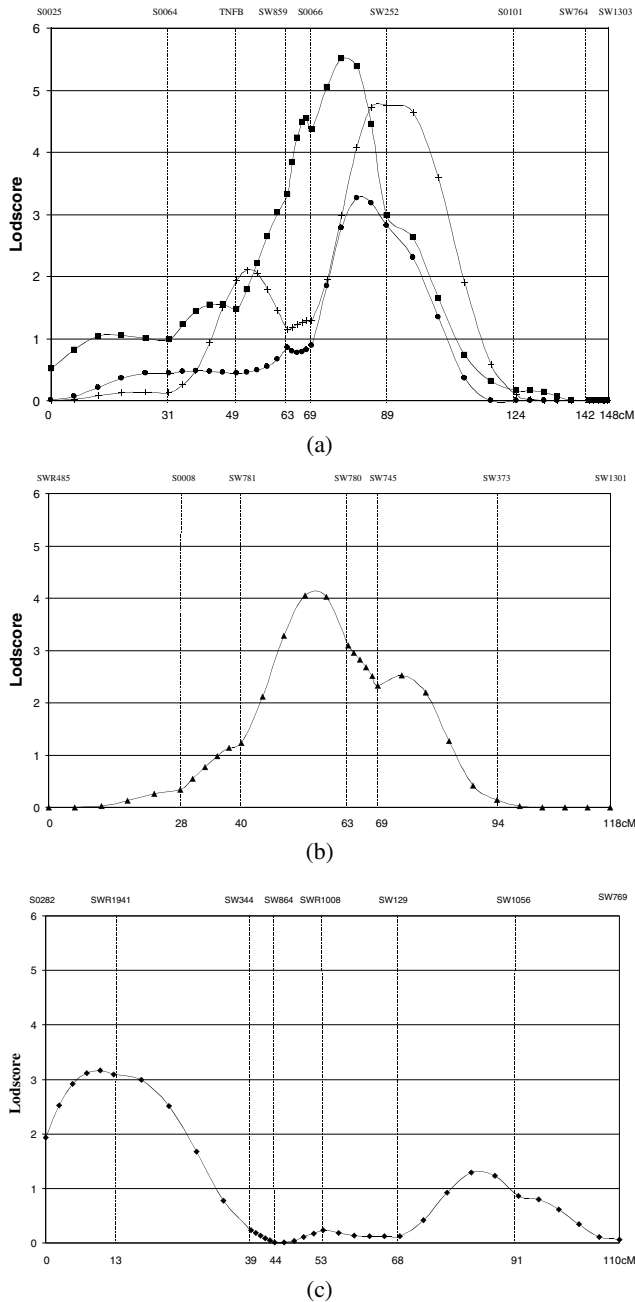 S0025 S0064 TNFB SW859 S0066 SW252 S0101 SW764 SW1303
6
5
4
3
2
1
0
Lodscore
0 31 49 63 69 89 124 142 148cM
(a)
SWR485 S0008 SW781 SW780 SW745 SW373 SW1301
6
5
4
3
2
1
0
Lodscore
0 28 40 63 69 94 118cM
(b)
S0282 SWR1941 SW344 SW864 SWR1008 SW129 SW1056 SW769
6
5
4
3
2
1
0
Lodscore
0 13 39 44 53 68 91 110cM
(c)